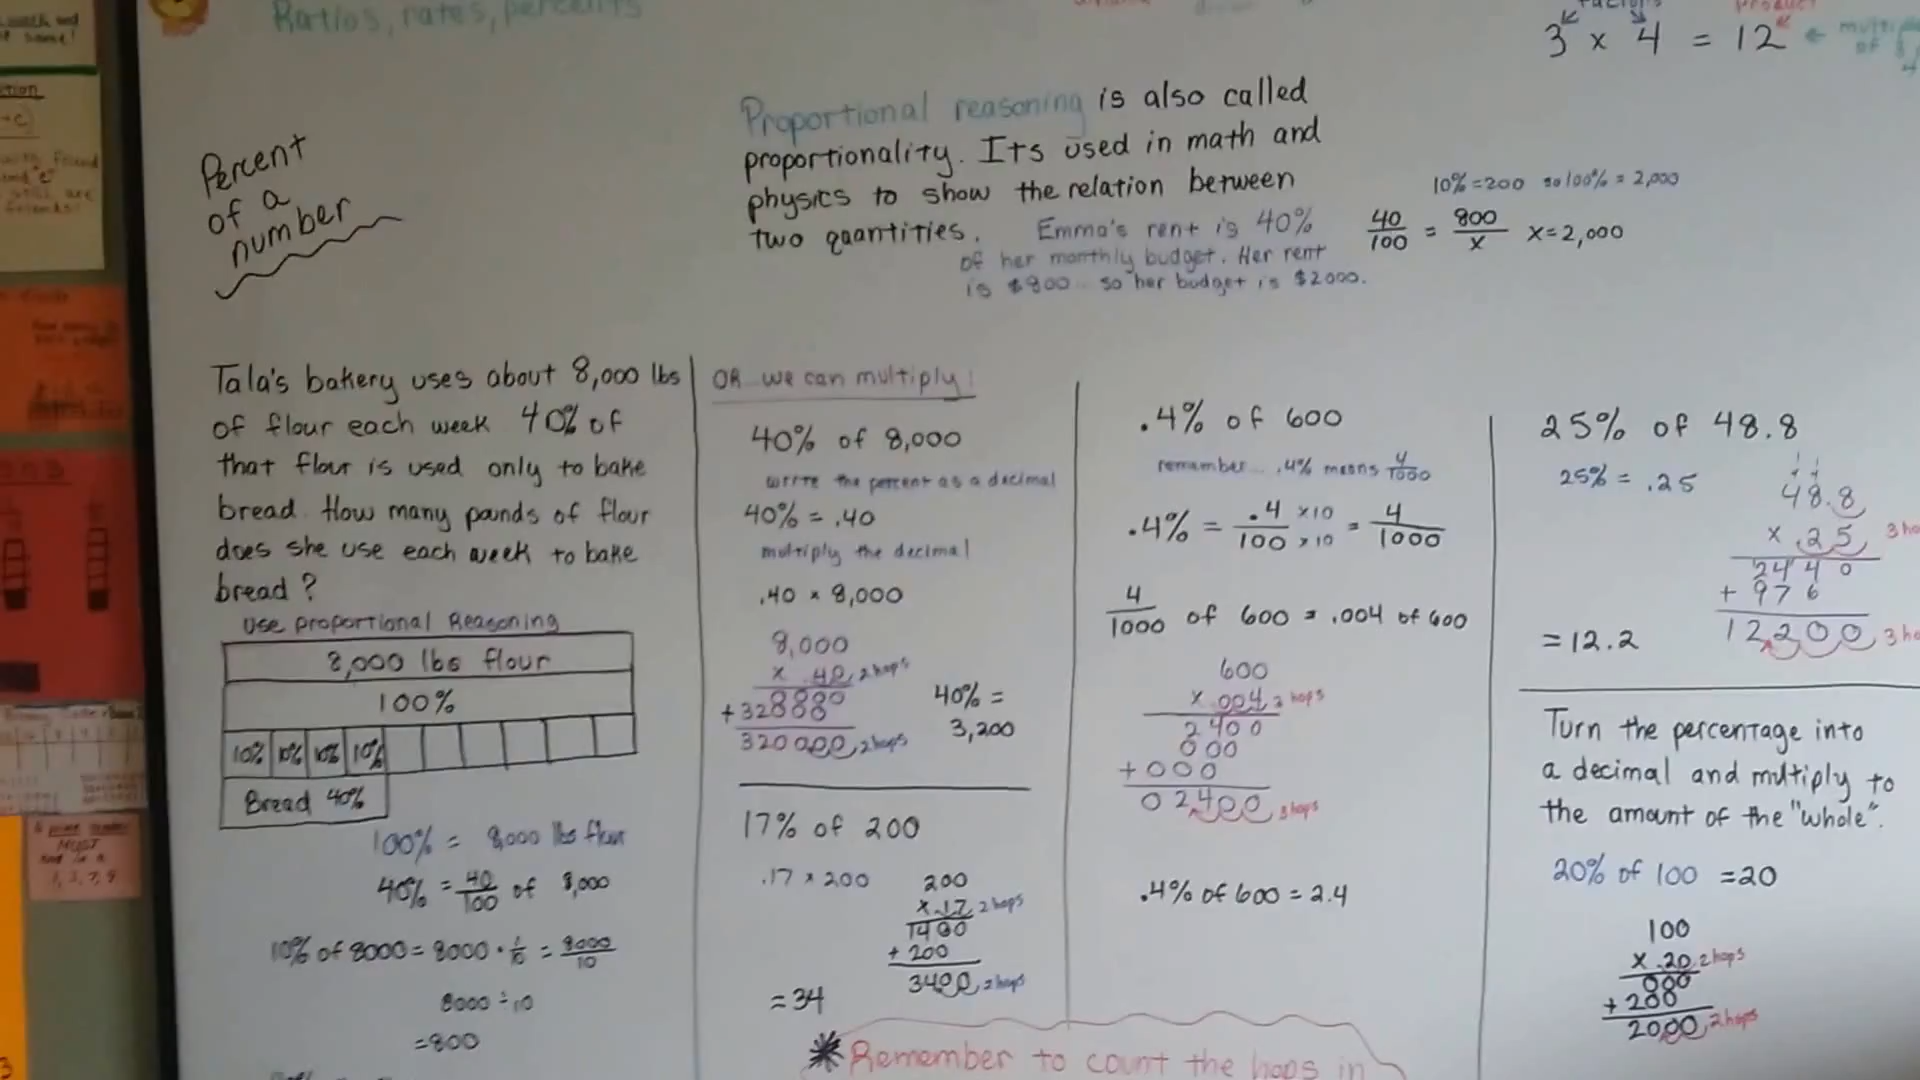 Ratios, rates, percents
3 x 4 = 12
Percent
of a
number
Proportional reasoning is also called
proportionality. Its used in math and
physics to show the relation between
two quantities.
Emma's rent is 40%
of her monthly budget. Her rent
is $800... so her budget is $2000.
10%=200 so 100% = 2,000
40/100 = 800/x x=2,000
Tala's bakery uses about 8,000 lbs
of flour each week 40% of
that flour is used only to bake
bread. How many pounds of flour
does she use each week to bake
bread?
Use Proportional Reasoning
8,000 lbs flour
100%
10% 10% 10% 10%
Bread 40%
100% = 8,000 lbs flour
40% = 40/100 of 8,000
10% of 8000 = 8000 · 1/10 = 8000/10
8000 ÷ 10
=800
OR we can multiply:
40% of 8,000
write the percent as a decimal
40% = .40
multiply the decimal
.40 × 8,000
8,000
x .40 2 hops
+32
320000 2 hops
40% =
3,200
17% of 200
.17 x 200
200
x .17 2 hops
1400
+ 200
3400 2 hops
= 34
.4% of 600
remember... .4% means 4/1000
.4% = .4/100 x10 x10 = 4/1000
4/1000 of 600 = .004 of 600
600
x .004 hops
2400
000
+000
02400 3 hops
.4% of 600 = 2.4
* Remember to count the hops in
25% of 48.8
25% = .25
1 1
48.8
x .25
2440
+ 976
12200
= 12.2
Turn the percentage into
a decimal and multiply to
the amount of the "whole".
20% of 100 = 20
100
x .20 2 hops
000
+200
2000 2 hops